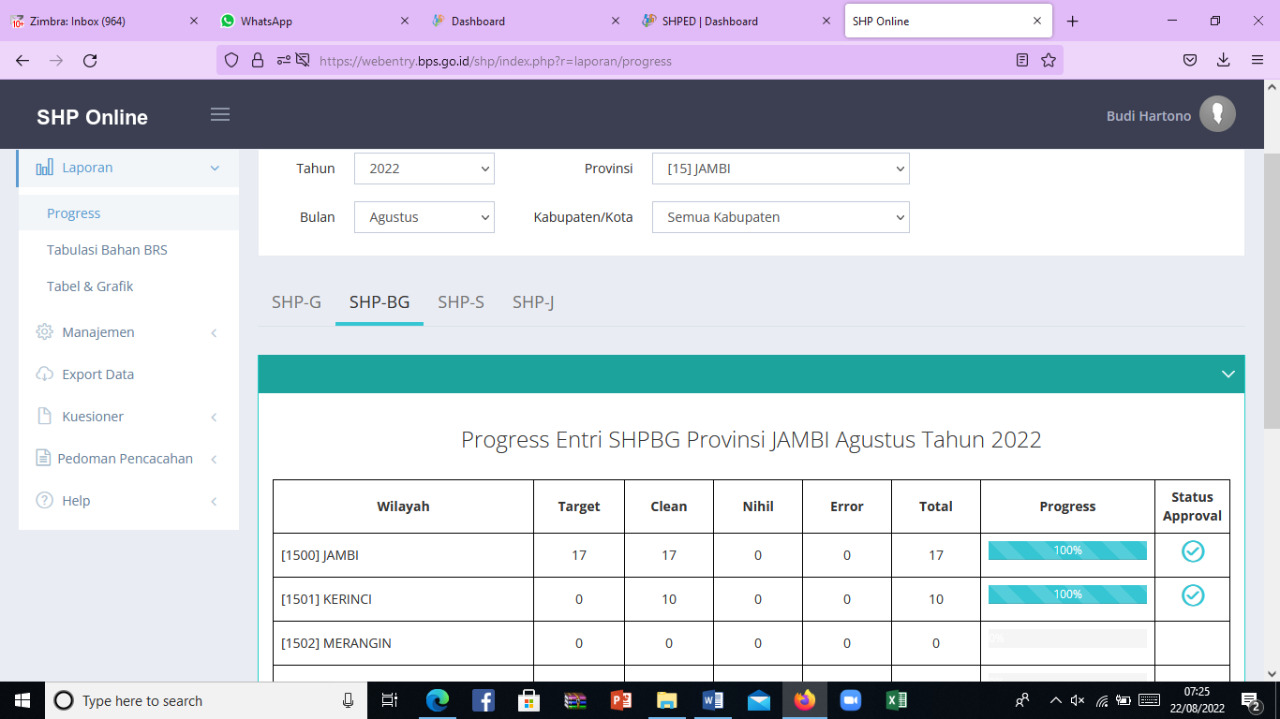 Zimbra: Inbox (964)
WhatsApp
Dashboard
SHPED | Dashboard
SHP Online
https://webentry.bps.go.id/shp/index.php?r=laporan/progress
SHP Online
Budi Hartono
Laporan
Progress
Tabulasi Bahan BRS
Tabel & Grafik
Manajemen
Export Data
Kuesioner
Pedoman Pencacahan
Help
Tahun 2022 Provinsi [15] JAMBI
Bulan Agustus Kabupaten/Kota Semua Kabupaten
SHP-G SHP-BG SHP-S SHP-J
Progress Entri SHPBG Provinsi JAMBI Agustus Tahun 2022
Wilayah Target Clean Nihil Error Total Progress Status Approval
[1500] JAMBI 17 17 0 0 17 100%
[1501] KERINCI 0 10 0 0 10 100%
[1502] MERANGIN 0 0 0 0 0
Type here to search
07:25
22/08/2022
2